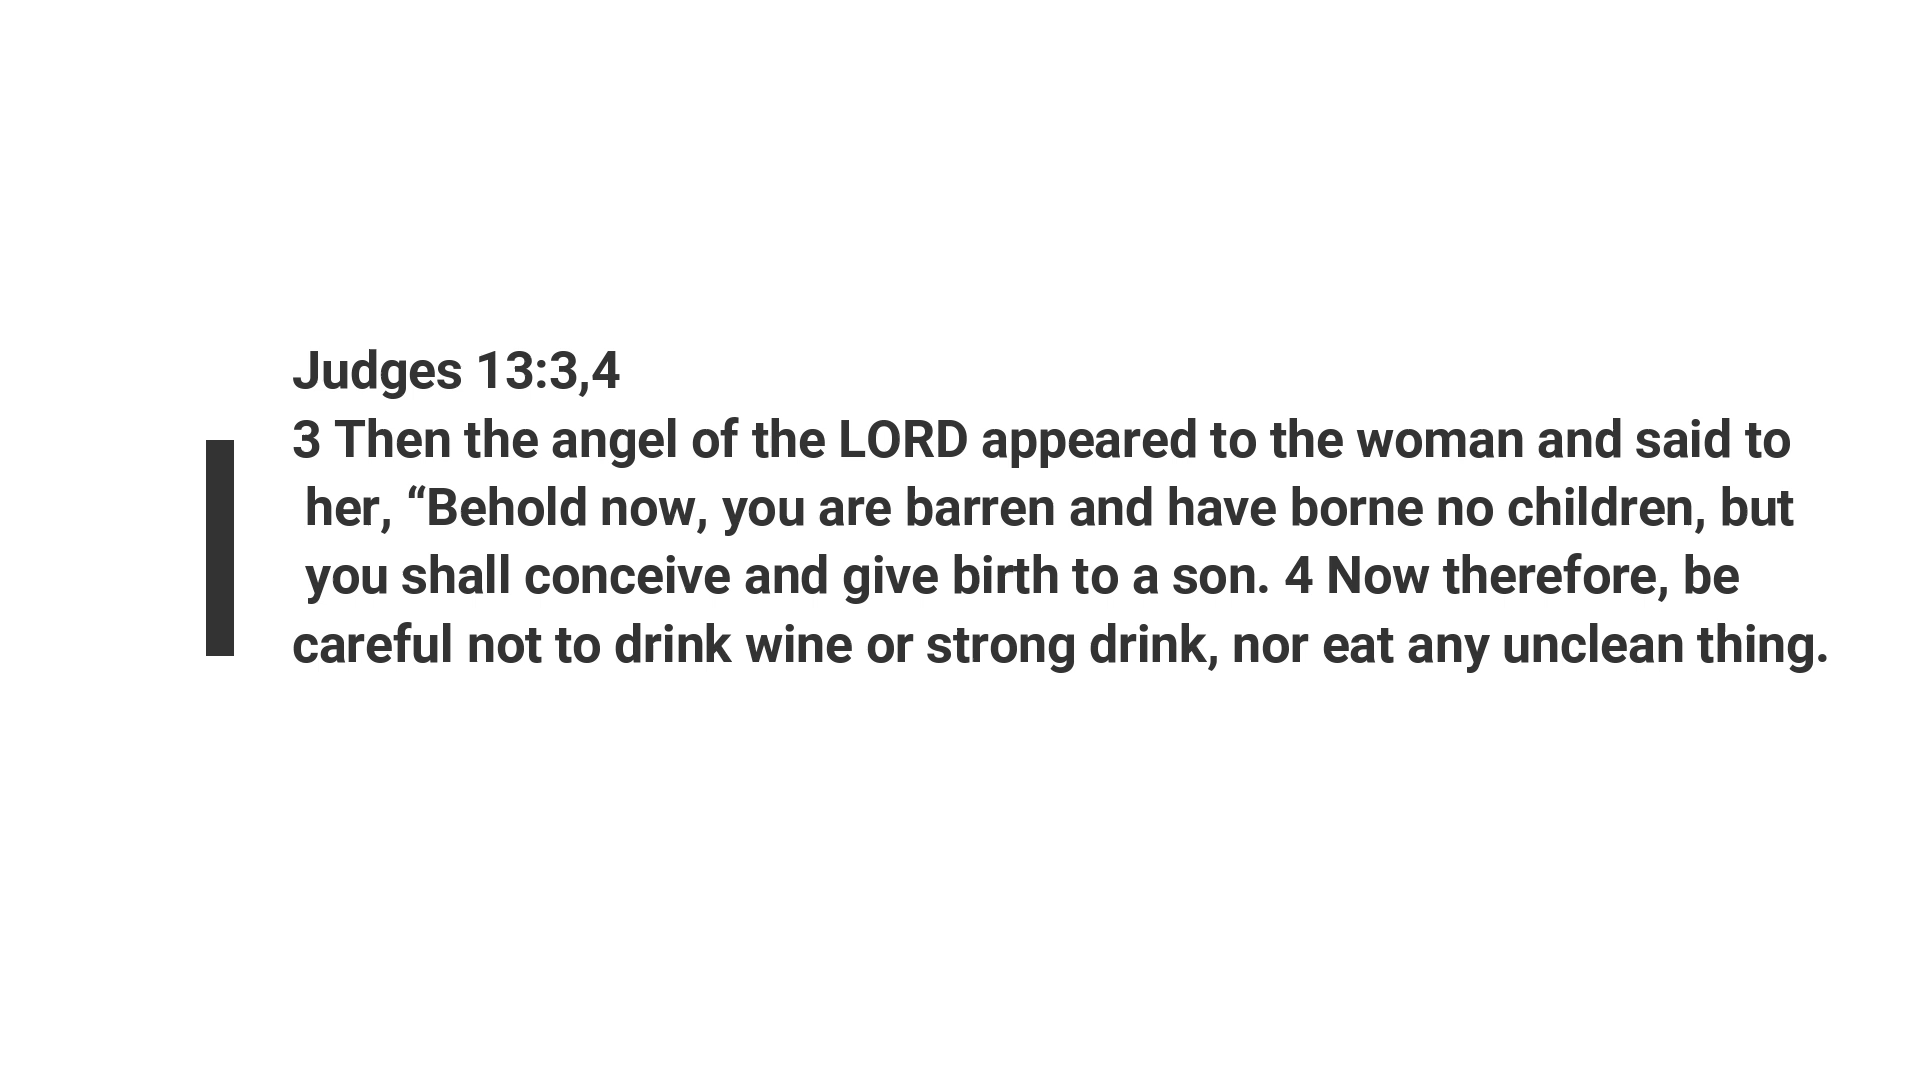 Judges 13:3,4
3 Then the angel of the LORD appeared to the woman and said to
her, “Behold now, you are barren and have borne no children, but
you shall conceive and give birth to a son. 4 Now therefore, be
careful not to drink wine or strong drink, nor eat any unclean thing.